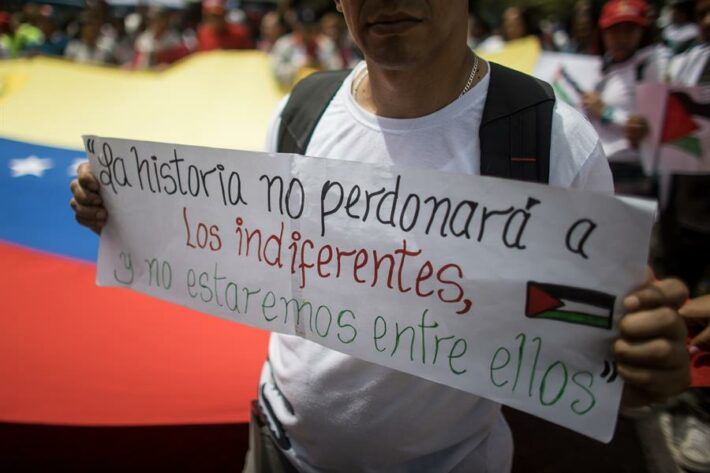 "La historia no perdonará a
Los indiferentes,
y no estaremos entre ellos"